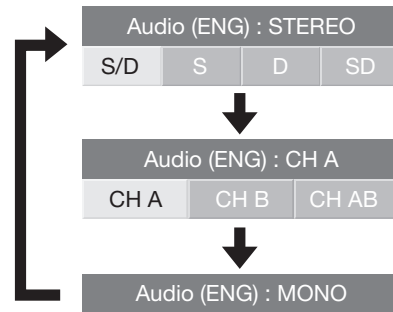 Audio (ENG) : STEREO
S/D S D SD
Audio (ENG) : CH A
CH A CH B CH AB
Audio (ENG) : MONO